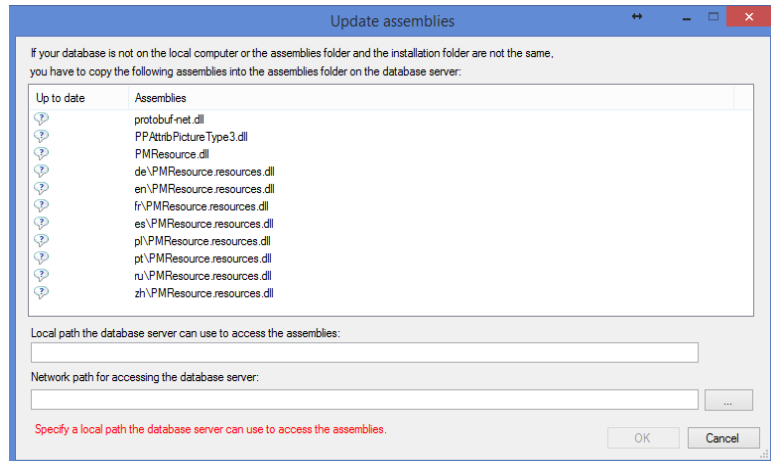 Update assemblies
If your database is not on the local computer or the assemblies folder and the installation folder are not the same,
you have to copy the following assemblies into the assemblies folder on the database server:
Up to date Assemblies
protobuf-net.dll
PPAttribPictureType3.dll
PMResource.dll
de\PMResource.resources.dll
en\PMResource.resources.dll
fr\PMResource.resources.dll
es\PMResource.resources.dll
pl\PMResource.resources.dll
pt\PMResource.resources.dll
ru\PMResource.resources.dll
zh\PMResource.resources.dll
Local path the database server can use to access the assemblies:
Network path for accessing the database server:
...
Specify a local path the database server can use to access the assemblies.
OK Cancel